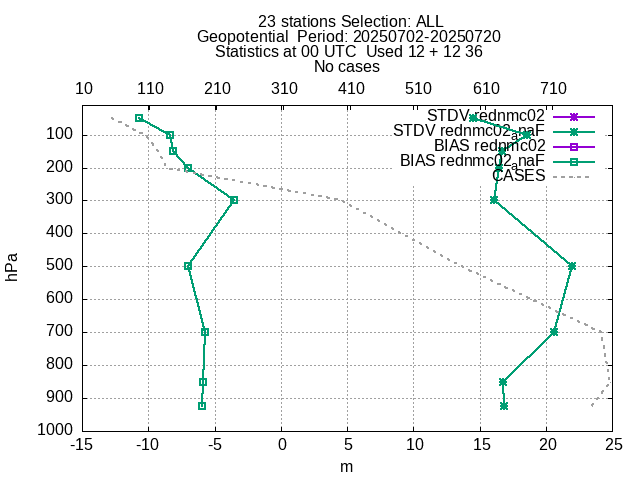 23 stations Selection: ALL
Geopotential  Period: 20250702-20250720
Statistics at 00 UTC  Used 12 + 12 36
No cases
10 110 210 310 410 510 610 710
STDV rednmc02
STDV rednmc02anaF
BIAS rednmc02
BIAS rednmc02anaF
CASES
100
200
300
400
500
600
700
800
900
1000
hPa
-15 -10 -5 0 5 10 15 20 25
m